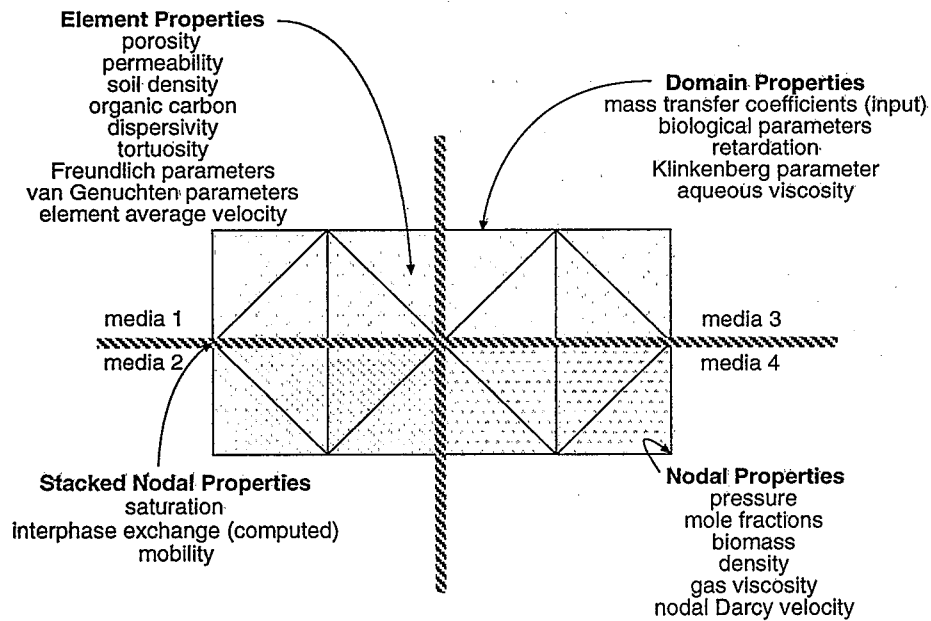 Element Properties
porosity
permeability
soil density
organic carbon
dispersivity
tortuosity
Freundlich parameters
van Genuchten parameters
element average velocity
Domain Properties
mass transfer coefficients (input)
biological parameters
retardation
Klinkenberg parameter
aqueous viscosity
media 1
media 2
media 3
media 4
Stacked Nodal Properties
saturation
interphase exchange (computed)
mobility
Nodal Properties
pressure
mole fractions
biomass
density
gas viscosity
nodal Darcy velocity